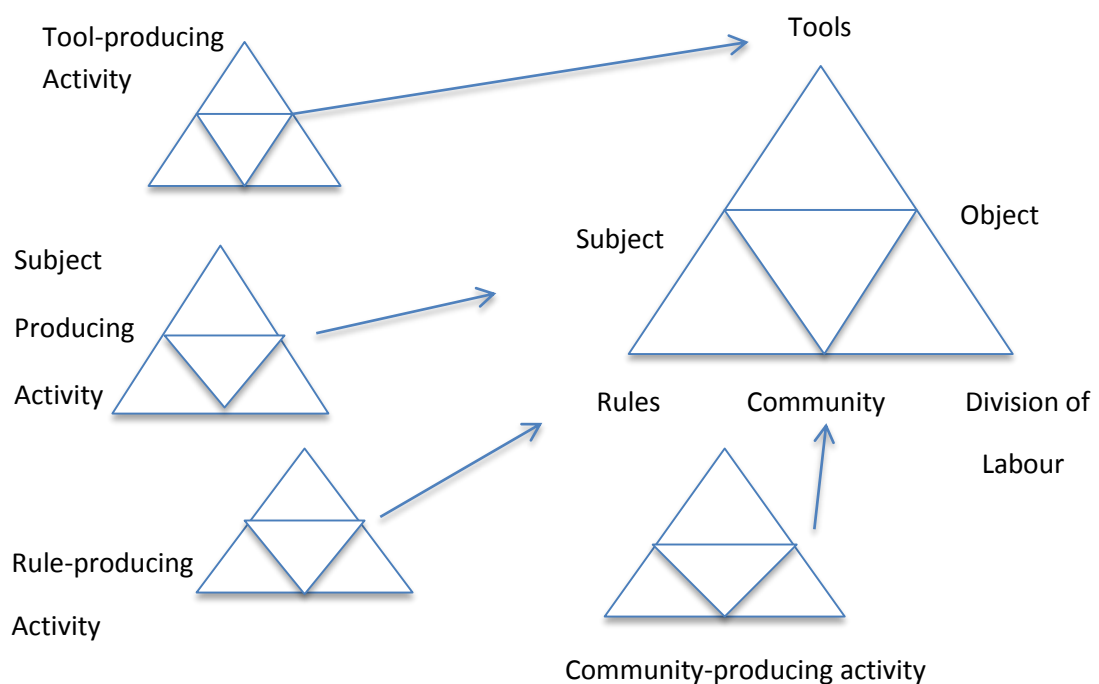 Tool-producing
Activity
Tools
Subject
Object
Subject
Producing
Activity
Rules
Community
Division of
Labour
Rule-producing
Activity
Community-producing activity